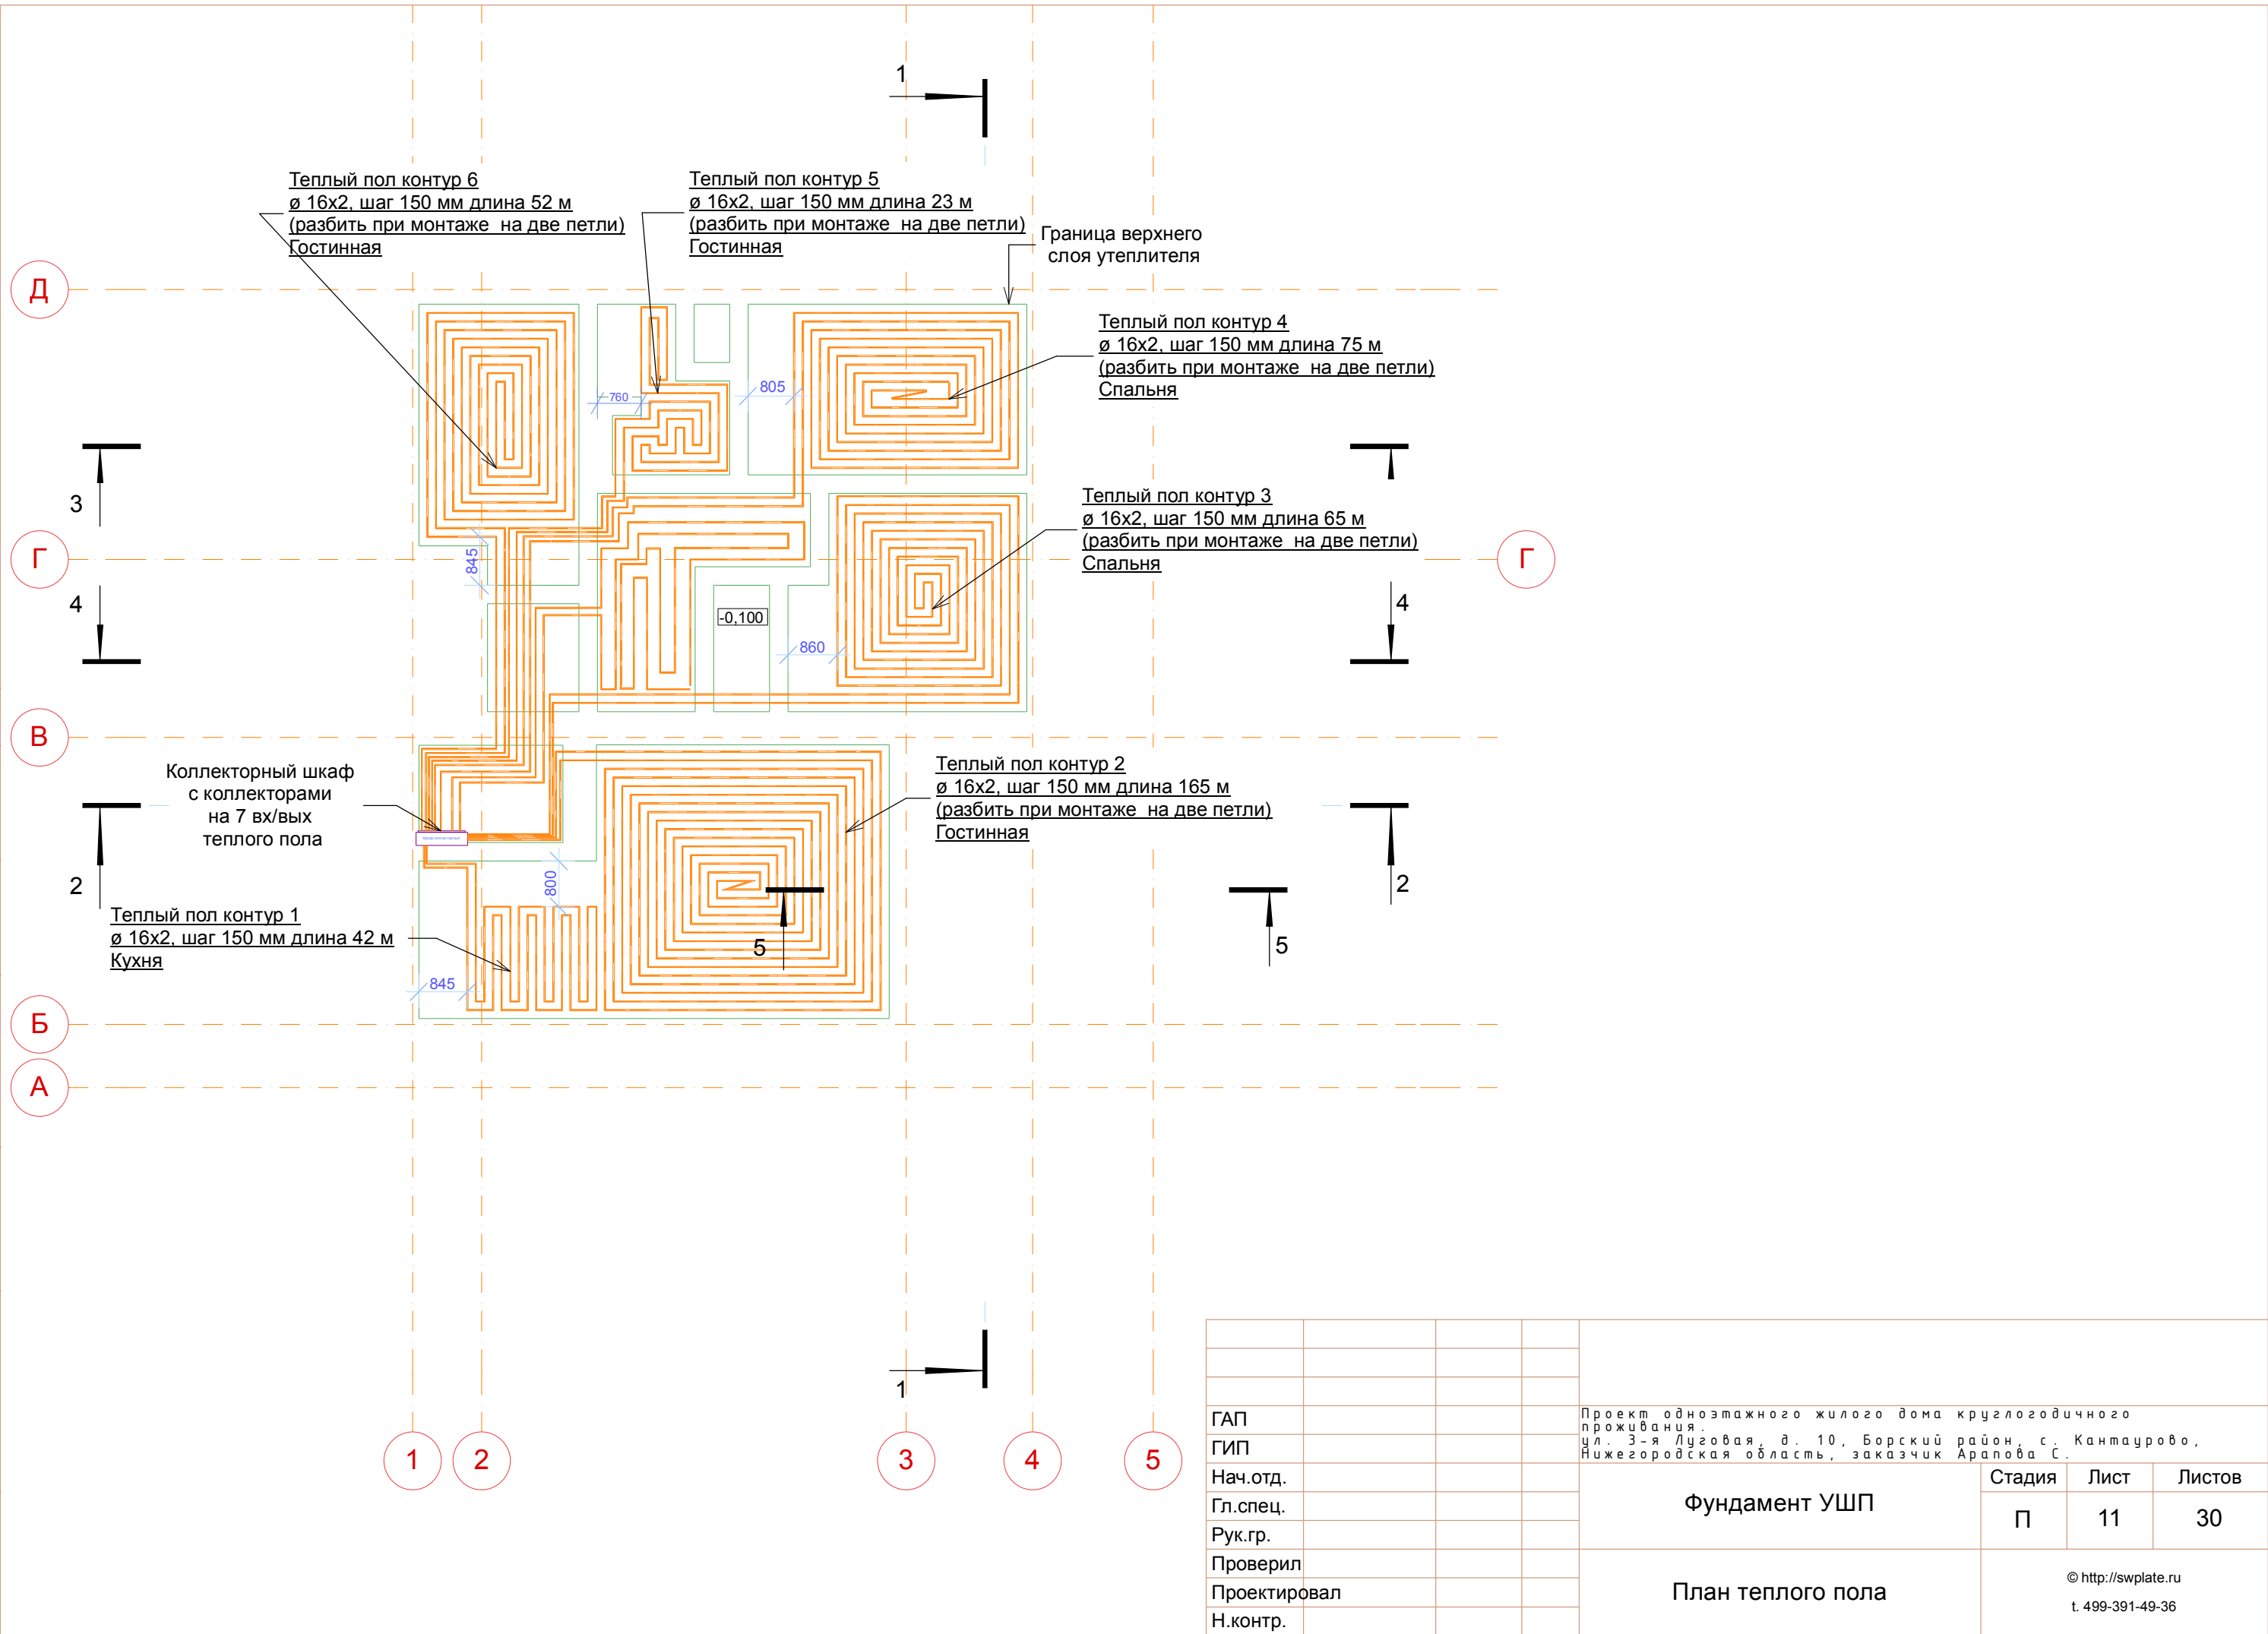 1
Теплый пол контур 6
ø 16х2, шаг 150 мм длина 52 м
(разбить при монтаже на две петли)
Гостинная
Теплый пол контур 5
ø 16х2, шаг 150 мм длина 23 м
(разбить при монтаже на две петли)
Гостинная
Граница верхнего
слоя утеплителя
Д
Теплый пол контур 4
ø 16х2, шаг 150 мм длина 75 м
(разбить при монтаже на две петли)
Спальня
760
805
3
Теплый пол контур 3
ø 16х2, шаг 150 мм длина 65 м
(разбить при монтаже на две петли)
Спальня
Г
845
Г
4
-0,100
4
860
В
Коллекторный шкаф
с коллекторами
на 7 вх/вых
теплого пола
Теплый пол контур 2
ø 16х2, шаг 150 мм длина 165 м
(разбить при монтаже на две петли)
Гостинная
2
800
2
Теплый пол контур 1
ø 16х2, шаг 150 мм длина 42 м
Кухня
5
5
845
Б
А
1
1
2
3
4
5
ГАП
ГИП
Нач.отд.
Гл.спец.
Рук.гр.
Проверил
Проектировал
Н.контр.
Проект одноэтажного жилого дома круглогодичного
проживания.
ул. 3-я Луговая, д. 10, Борский район, с. Кантаурово,
Нижегородская область, заказчик Арапова С.
Фундамент УШП
Стадия Лист Листов
П 11 30
План теплого пола
© http://swplate.ru
t. 499-391-49-36